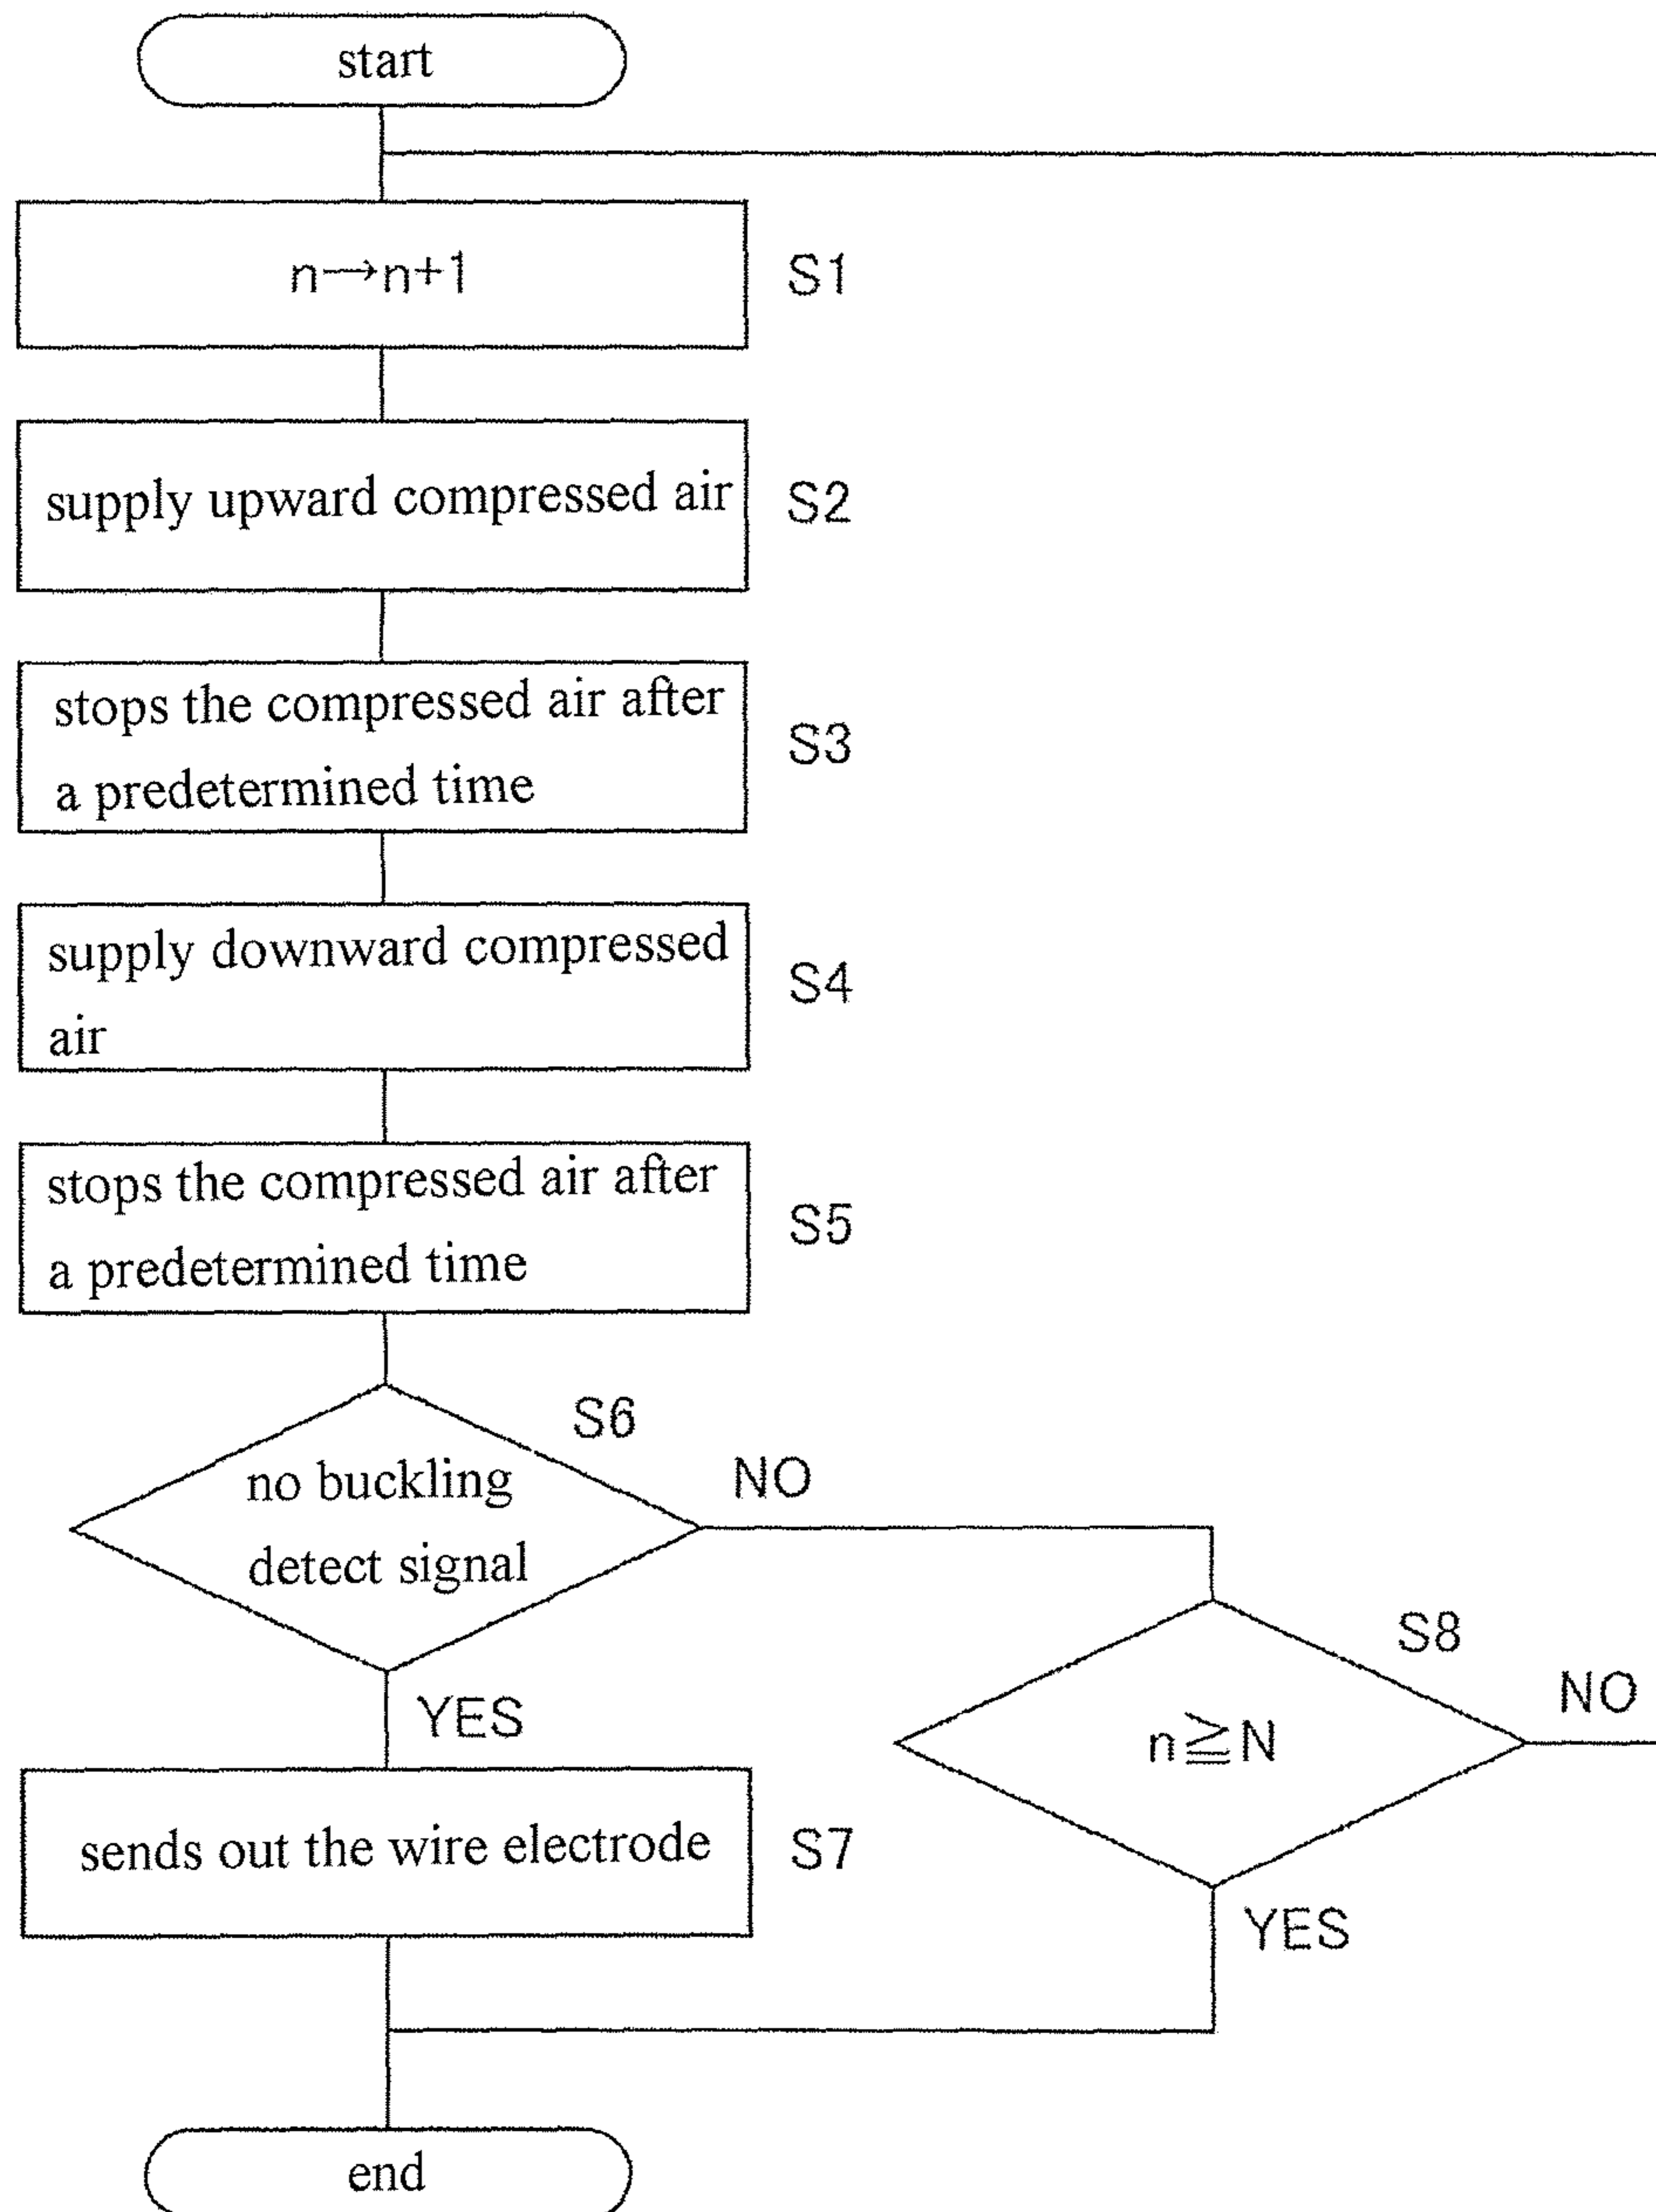 start
n→n+1
S1
supply upward compressed air
S2
stops the compressed air after
a predetermined time
S3
supply downward compressed
air
S4
stops the compressed air after
a predetermined time
S5
S6
no buckling
detect signal
NO
YES
S8
n≧N
NO
YES
sends out the wire electrode
S7
end